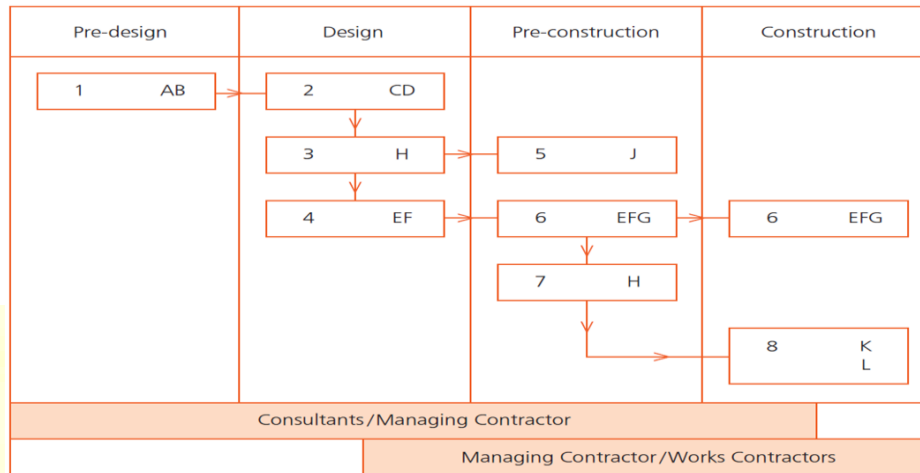 Pre-design Design Pre-construction Construction
1 AB 2 CD
3 H 5 J
4 EF 6 EFG 6 EFG
7 H
8 K
L
Consultants/Managing Contractor
Managing Contractor/Works Contractors